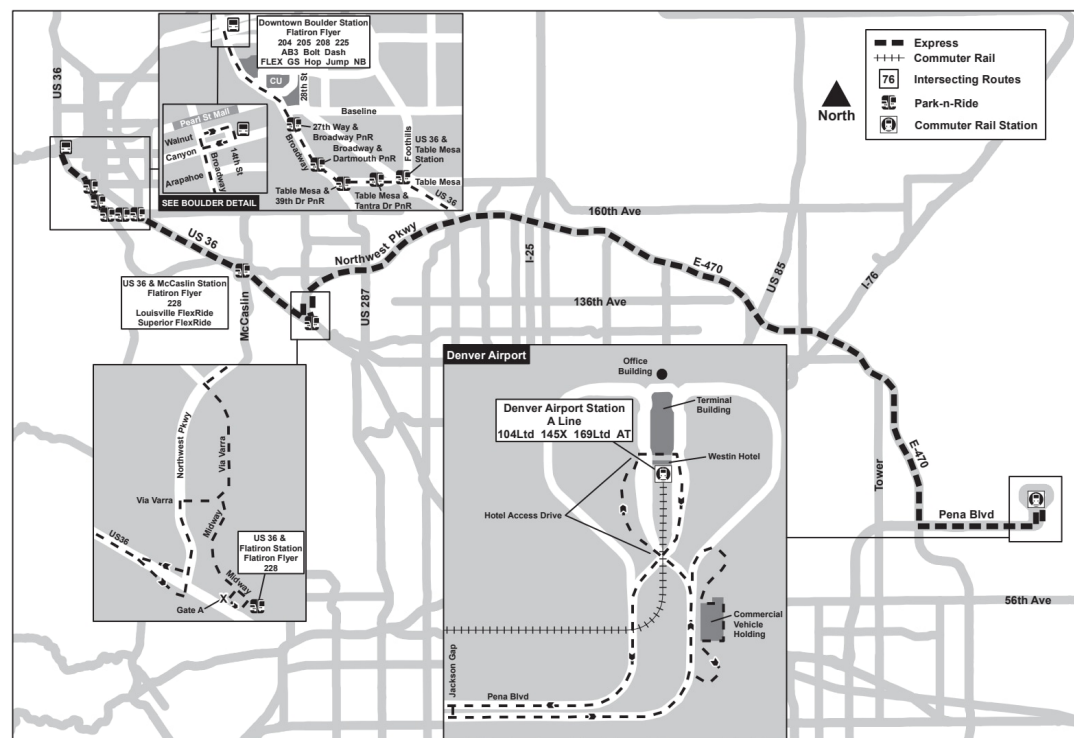 Downtown Boulder Station
Flatiron Flyer
204 205 208 225
AB3 Bolt Dash
FLEX GS Hop Jump NB
US 36
CU
28th St
Baseline
Pearl St Mall
Walnut
Canyon
14th St
Broadway
Arapahoe
SEE BOULDER DETAIL
27th Way &
Broadway PnR
Broadway
Broadway &
Dartmouth PnR
Foothills
US 36 &
Table Mesa
Station
Table Mesa
Table Mesa &
39th Dr PnR
Table Mesa &
Tantra Dr PnR
US 36
Express
Commuter Rail
76 Intersecting Routes
Park-n-Ride
Commuter Rail Station
North
160th Ave
US 36
Northwest Pkwy
I-25
E-470
US 85
I-76
US 36 & McCaslin Station
Flatiron Flyer
228
Louisville FlexRide
Superior FlexRide
McCaslin
US 287
136th Ave
Northwest Pkwy
Via Varra
Via Varra
Midway
US36
US 36 &
Flatiron Station
Flatiron Flyer
228
Midway
Gate A
X
Denver Airport
Office
Building
Terminal
Building
Denver Airport Station
A Line
104Ltd 145X 169Ltd AT
Westin Hotel
Hotel Access Drive
Commercial
Vehicle
Holding
Jackson Gap
Pena Blvd
Tower
E-470
Pena Blvd
56th Ave